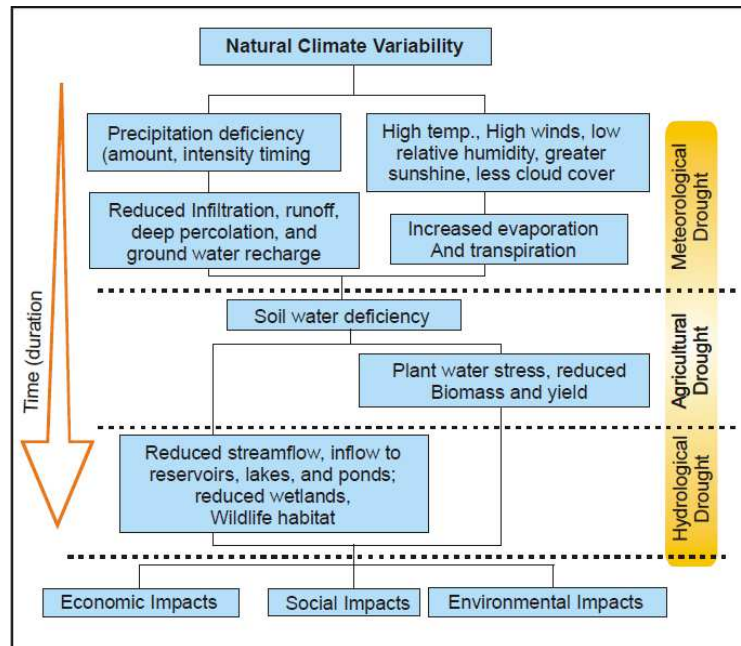 Natural Climate Variability
Precipitation deficiency
(amount, intensity timing
High temp., High winds, low
relative humidity, greater
sunshine, less cloud cover
Reduced Infiltration, runoff,
deep percolation, and
ground water recharge
Increased evaporation
And transpiration
Meteorological
Drought
Time (duration
Soil water deficiency
Plant water stress, reduced
Biomass and yield
Agricultural
Drought
Reduced streamflow, inflow to
reservoirs, lakes, and ponds;
reduced wetlands,
Wildlife habitat
Hydrological
Drought
Economic Impacts
Social Impacts
Environmental Impacts